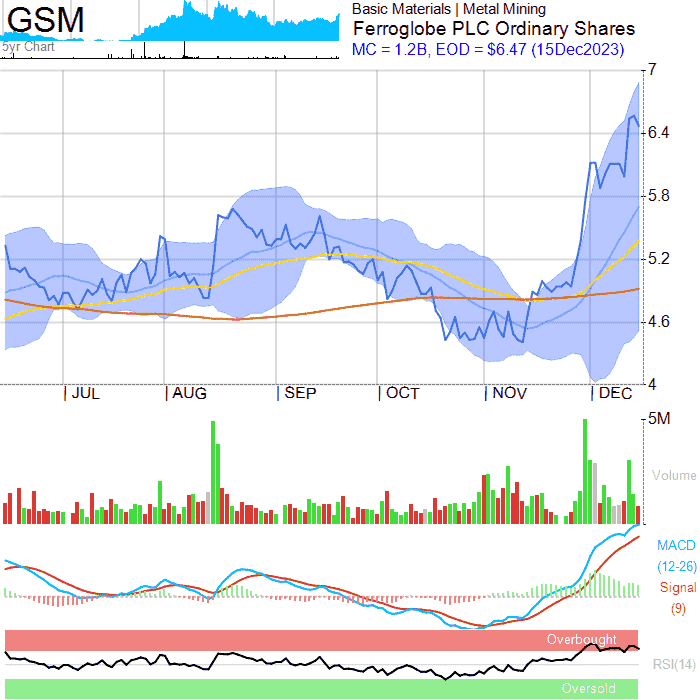 GSM
Basic Materials | Metal Mining
Ferroglobe PLC Ordinary Shares
MC = 1.2B, EOD = $6.47 (15Dec2023)
5yr Chart
7
6.4
5.8
5.2
4.6
4
JUL
AUG
SEP
OCT
NOV
DEC
5M
Volume
MACD
(12-26)
Signal
(9)
Overbought
RSI(14)
Oversold